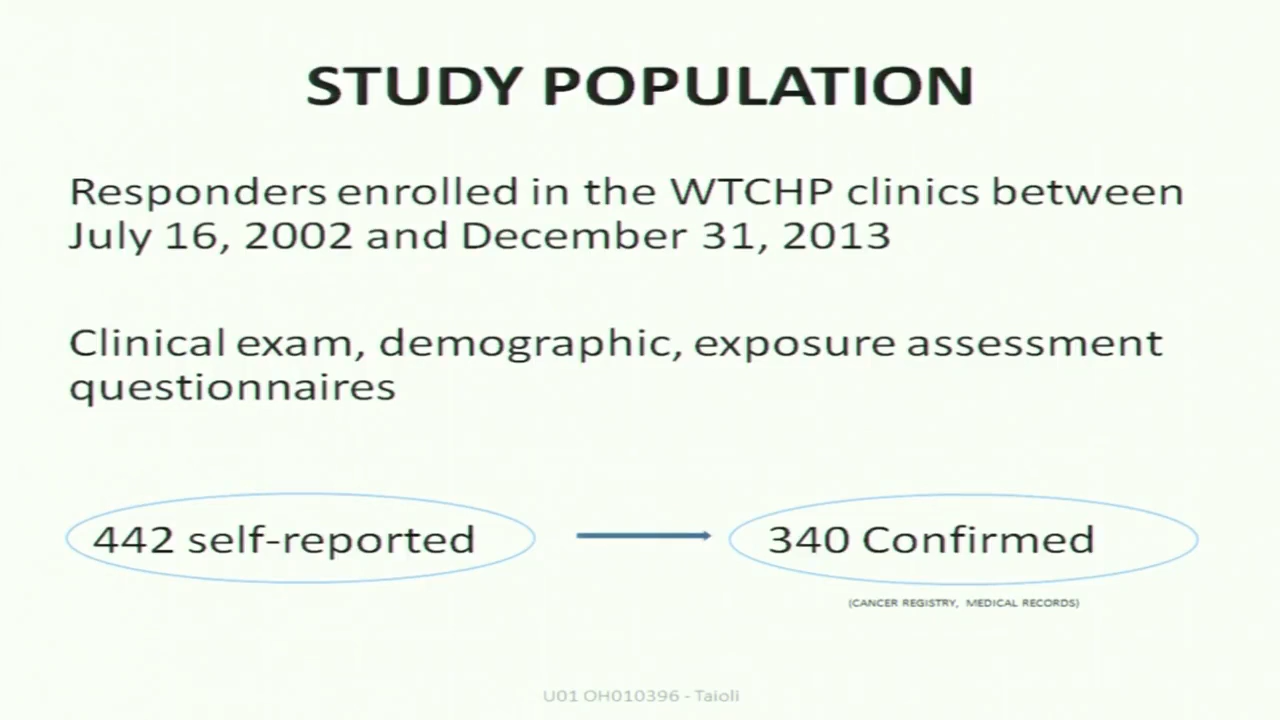 STUDY POPULATION
Responders enrolled in the WTCHP clinics between
July 16, 2002 and December 31, 2013
Clinical exam, demographic, exposure assessment
questionnaires
442 self-reported
340 Confirmed
(CANCER REGISTRY, MEDICAL RECORDS)
U01 OH010396 - Taioli